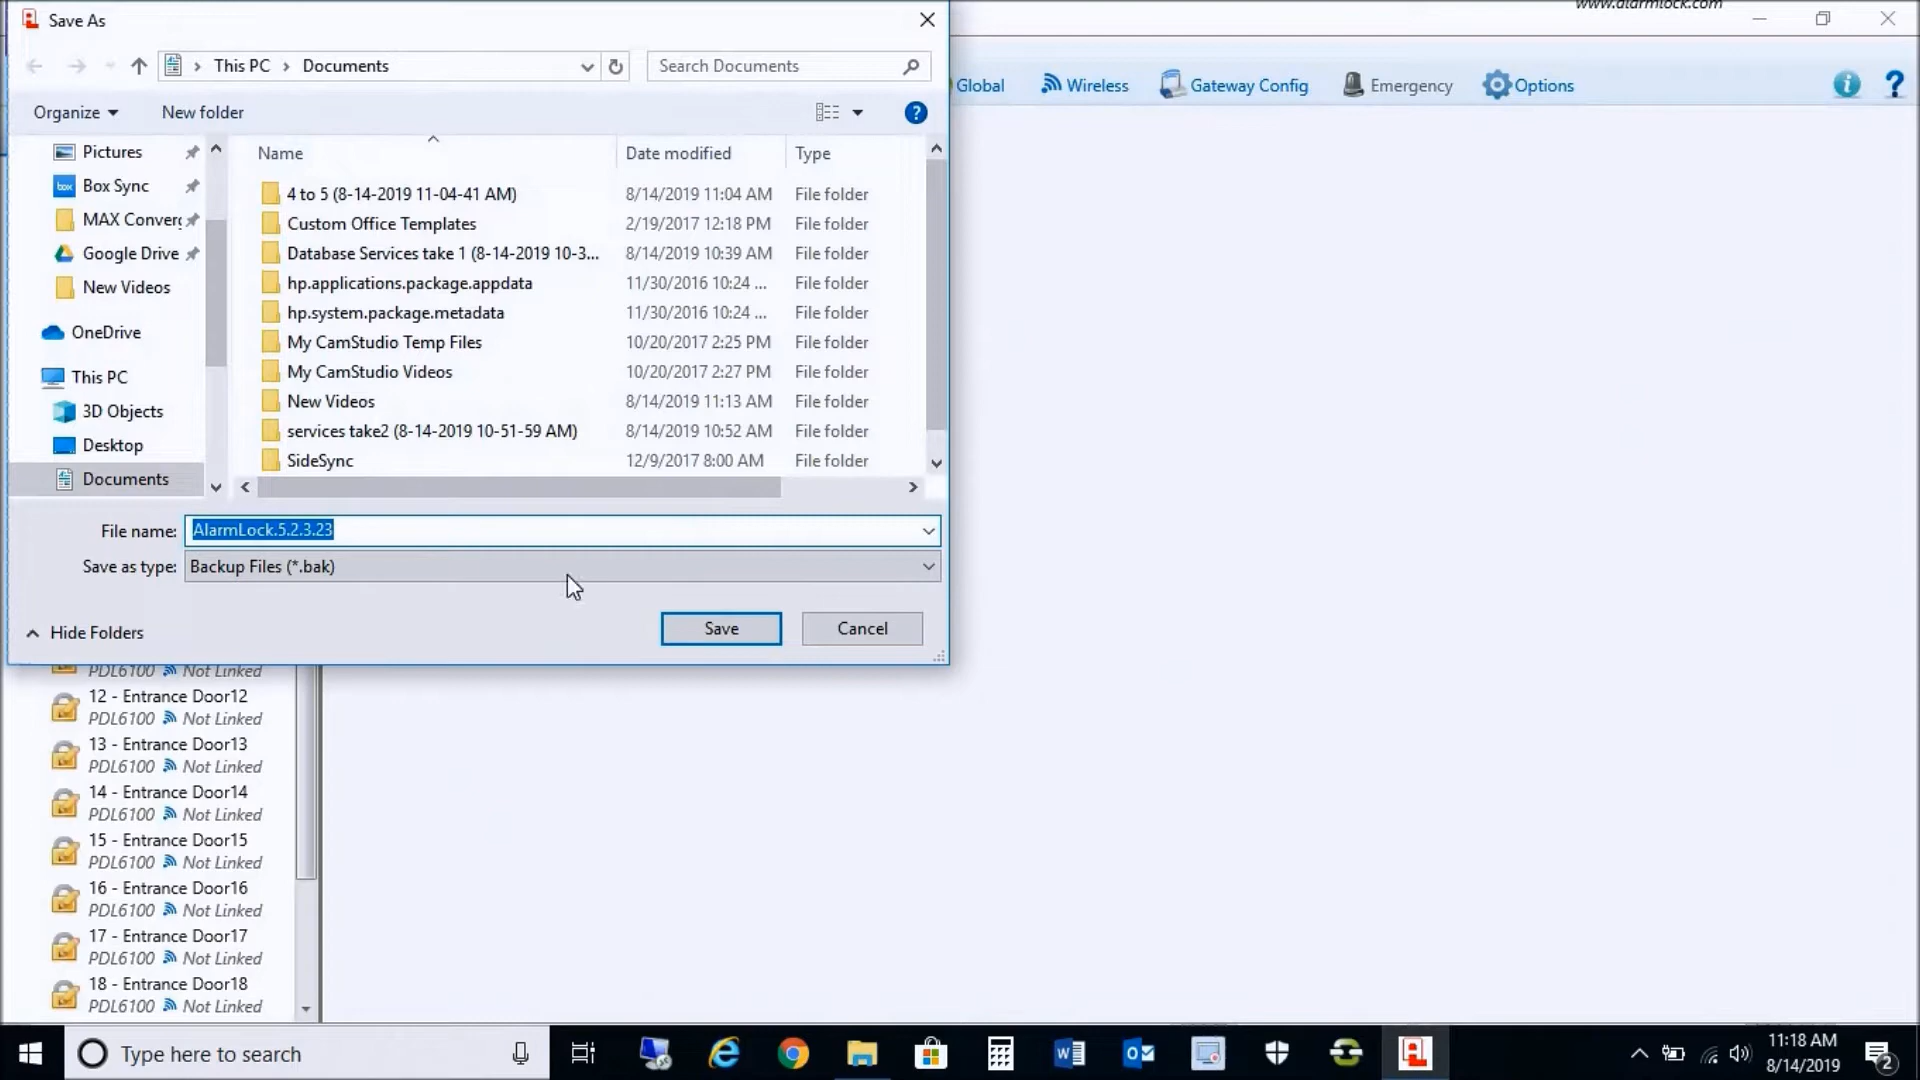 Save As
www.alarmlock.com
This PC
Documents
Search Documents
Global
Wireless
Gateway Config
Emergency
Options
Organize
New folder
Name
Date modified
Type
Pictures
Box Sync
MAX Converg
Google Drive
New Videos
OneDrive
This PC
3D Objects
Desktop
Documents
4 to 5 (8-14-2019 11-04-41 AM) 8/14/2019 11:04 AM File folder
Custom Office Templates 2/19/2017 12:18 PM File folder
Database Services take 1 (8-14-2019 10-3... 8/14/2019 10:39 AM File folder
hp.applications.package.appdata 11/30/2016 10:24 ... File folder
hp.system.package.metadata 11/30/2016 10:24 ... File folder
My CamStudio Temp Files 10/20/2017 2:25 PM File folder
My CamStudio Videos 10/20/2017 2:27 PM File folder
New Videos 8/14/2019 11:13 AM File folder
services take2 (8-14-2019 10-51-59 AM) 8/14/2019 10:52 AM File folder
SideSync 12/9/2017 8:00 AM File folder
File name: AlarmLock.5.2.3.23
Save as type: Backup Files (*.bak)
Hide Folders
Save
Cancel
PDL6100 Not Linked
12 - Entrance Door12
PDL6100 Not Linked
13 - Entrance Door13
PDL6100 Not Linked
14 - Entrance Door14
PDL6100 Not Linked
15 - Entrance Door15
PDL6100 Not Linked
16 - Entrance Door16
PDL6100 Not Linked
17 - Entrance Door17
PDL6100 Not Linked
18 - Entrance Door18
PDL6100 Not Linked
Type here to search
11:18 AM
8/14/2019
2